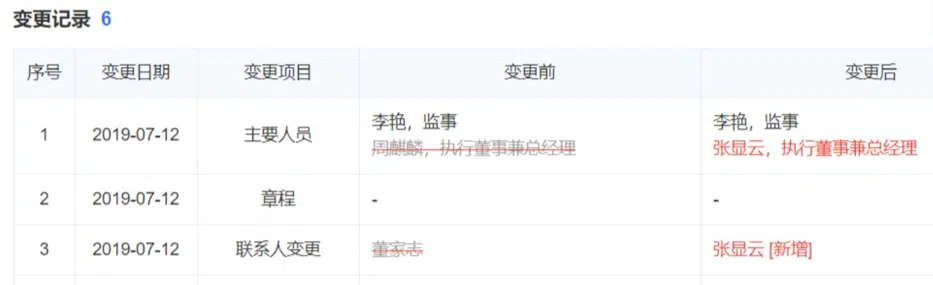 变更记录 6
序号 变更日期 变更项目 变更前 变更后
李艳，监事 李艳，监事
1 2019-07-12 主要人员
周麒麟，执行董事兼总经理 张显云，执行董事兼总经理
2 2019-07-12 章程 - -
3 2019-07-12 联系人变更 董家志 张显云 [新增]